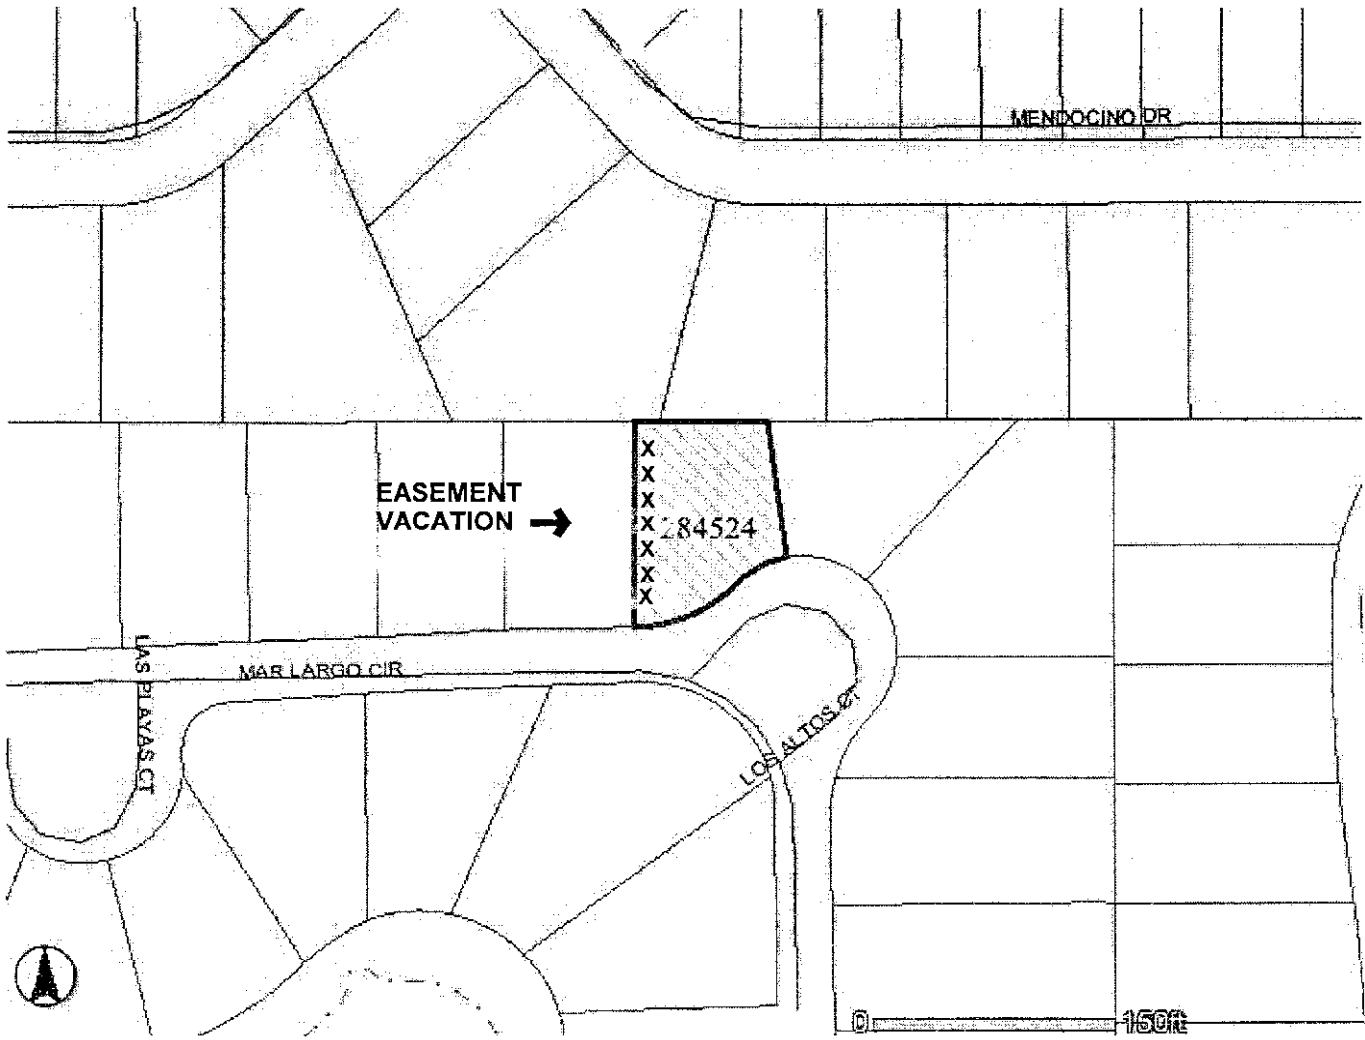 MENDOCINO DR
X
X
EASEMENT
X
VACATION →
X 284524
X
X
X
LAS PLAYAS CT
MAR LARGO CIR
LOS ALTOS CT
0 150ft